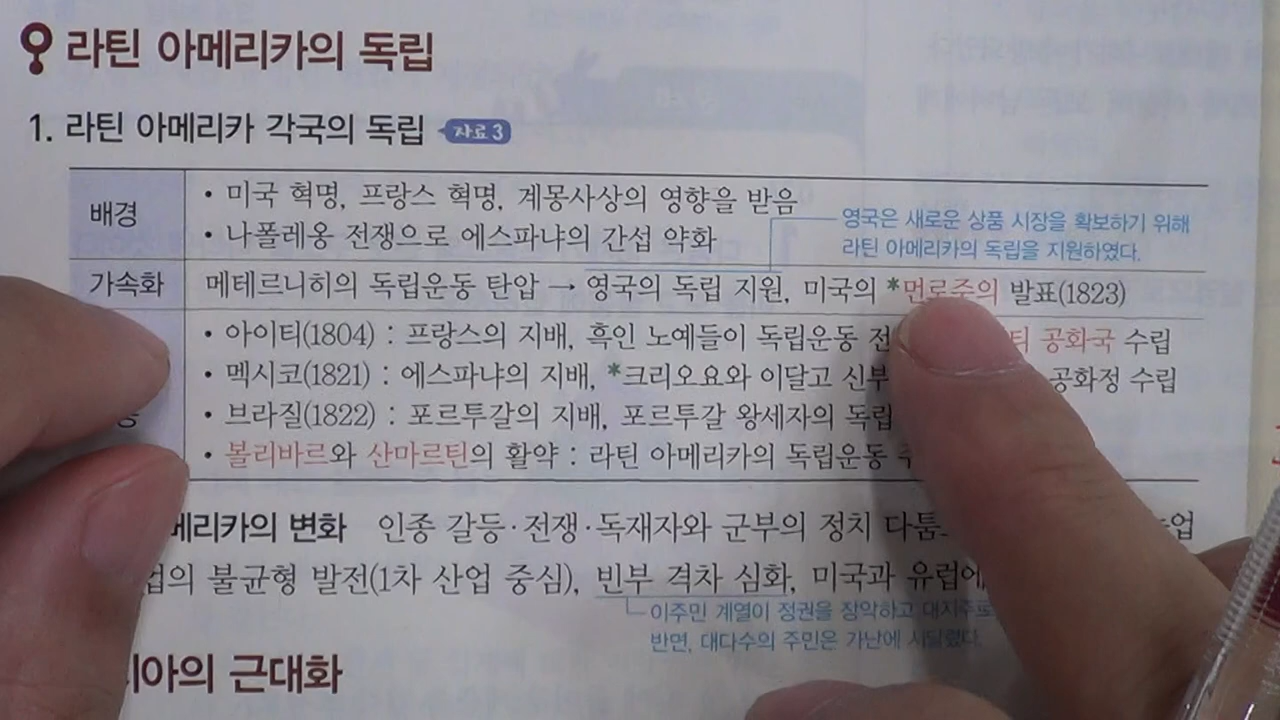 라틴 아메리카의 독립
1. 라틴 아메리카 각국의 독립 자료 3
배경
• 미국 혁명, 프랑스 혁명, 계몽사상의 영향을 받음
• 나폴레옹 전쟁으로 에스파냐의 간섭 약화
영국은 새로운 상품 시장을 확보하기 위해
라틴 아메리카의 독립을 지원하였다.
가속화
메테르니히의 독립운동 탄압 → 영국의 독립 지원, 미국의 *먼로주의 발표(1823)
• 아이티(1804) : 프랑스의 지배, 흑인 노예들이 독립운동 공화국 수립
• 멕시코(1821) : 에스파냐의 지배, *크리오요와 이달고 신부 공화정 수립
• 브라질(1822) : 포르투갈의 지배, 포르투갈 왕세자의 독립
• 볼리바르와 산마르틴의 활약 : 라틴 아메리카의 독립운동
메리카의 변화 인종 갈등·전쟁·독재자와 군부의 정치 다툼
업의 불균형 발전(1차 산업 중심), 빈부 격차 심화, 미국과 유럽에
이주민 계열이 정권을 장악하고 대지주로
반면, 대다수의 주민은 가난에 시달렸다.
시아의 근대화